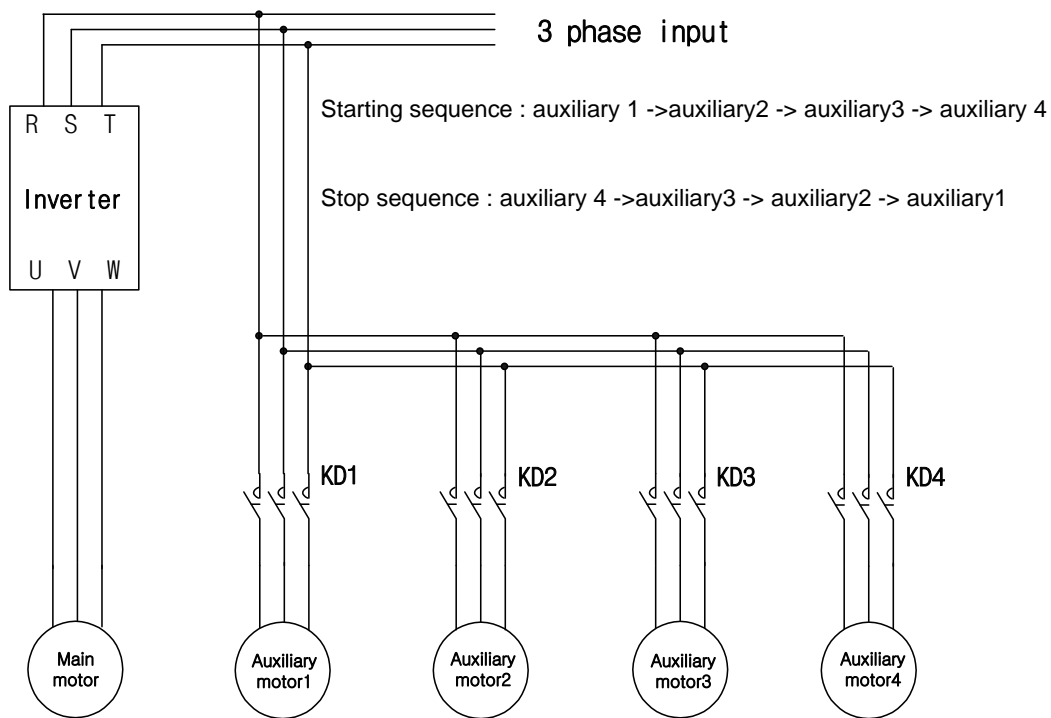 3 phase input
Starting sequence : auxiliary 1 ->auxiliary2 -> auxiliary3 -> auxiliary 4
R S T
Inverter
Stop sequence : auxiliary 4 ->auxiliary3 -> auxiliary2 -> auxiliary1
U V W
KD1
KD2
KD3
KD4
Main
motor
Auxiliary
motor1
Auxiliary
motor2
Auxiliary
motor3
Auxiliary
motor4